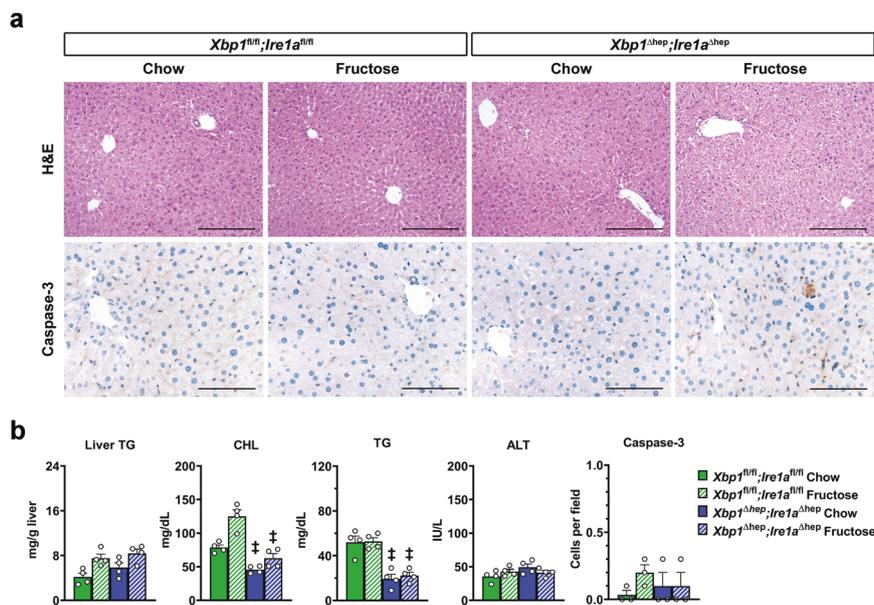 a
Xbp1fl/fl;Ire1afl/fl
Xbp1Δhep;Ire1aΔhep
Chow
Fructose
Chow
Fructose
H&E
Caspase-3
b
Liver TG
CHL
TG
ALT
Caspase-3
mg/g liver
24
16
8
0
mg/dL
200
150
100
50
0
‡
‡
mg/dL
120
80
40
0
‡
‡
IU/L
200
150
100
50
0
Cells per field
1.0
0.5
0.0
Xbp1fl/fl;Ire1afl/fl Chow
Xbp1fl/fl;Ire1afl/fl Fructose
Xbp1Δhep;Ire1aΔhep Chow
Xbp1Δhep;Ire1aΔhep Fructose